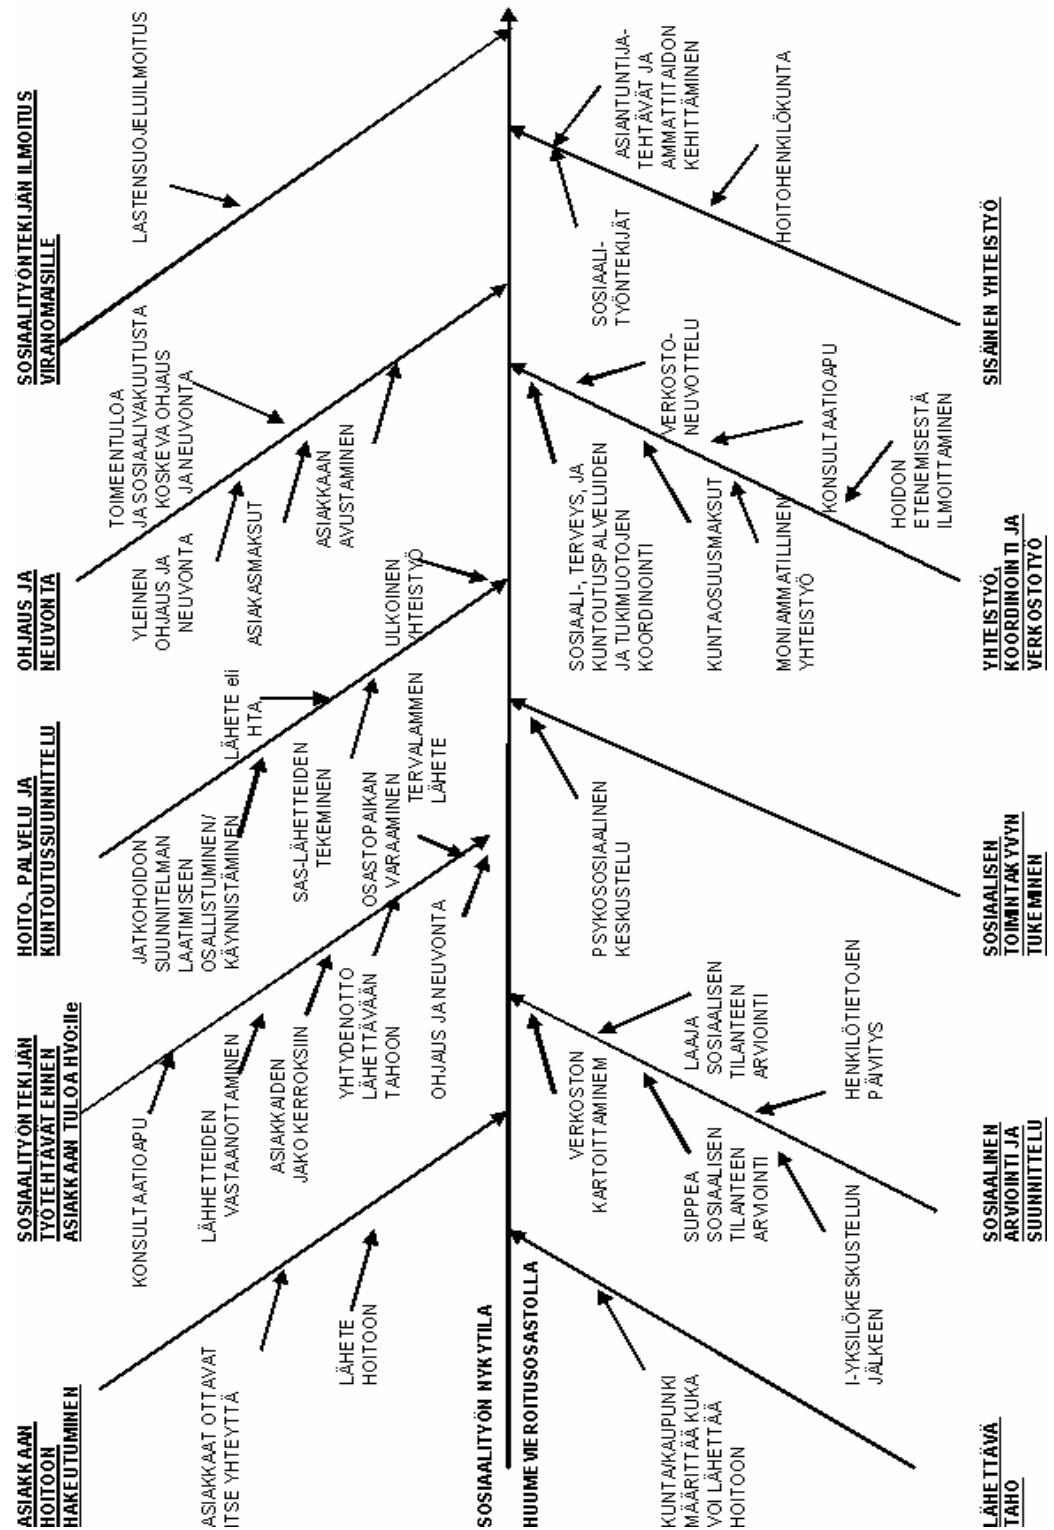 ASIAKKAAN
HOITOON
HAKEUTUMINEN
ASIAKKAAT OTTAVAT
ITSE YHTEYTTÄ
LÄHETE
HOITOON
SOSIAALITYÖNTEKIJÄN
TYÖTEHTÄVÄT ENNEN
ASIAKKAAN TULOA HVO:lle
KONSULTAATIOAPU
LÄHHETTEIDEN
VASTAANOTTAMINEN
ASIAKKAIDEN
JAKO KERROKSIIN
YHTYDENOTTO
LÄHETTÄVÄÄN
TAHOON
OHJAUS JA NEUVONTA
TERVALAMMEN
LÄHETE
HOITO-, PALVELU JA
KUNTOUTUSSUUNNITTELU
JATKOHOIDON
SUUNNITELMAN
LAATIMISEEN
OSALLISTUMINEN/
KÄYNNISTÄMINEN
LÄHETE eli
HTA
SAS-LÄHETTEIDEN
TEKEMINEN
OSASTOPAIKAN
VARAAMINEN
ULKOINEN
YHTEISTYÖ
OHJAUS JA
NEUVONTA
YLEINEN
OHJAUS JA
NEUVONTA
TOIMEENTULOA
JA SOSIAALIVAKUUTUSTA
KOSKEVA OHJAUS
JA NEUVONTA
ASIAKASMAKSUT
ASIAKKAAN
AVUSTAMINEN
SOSIAALITYÖNTEKIJÄN ILMOITUS
VIRANOMAISILLE
LASTENSUOJELUILMOITUS
SOSIAALITYÖN NYKYTILA
HUUMEVIEROITUSOSASTOLLA
LÄHETTÄVÄ
TAHO
KUNTA/KAUPUNKI
MÄÄRITTÄÄ KUKA
VOI LÄHETTÄÄ
HOITOON
SOSIAALINEN
ARVIOINTI JA
SUUNNITTELU
VERKOSTON
KARTOITTAMINEM
SUPPEA
SOSIAALISEN
TILANTEEN
ARVIOINTI
LAAJA
SOSIAALISEN
TILANTEEN
ARVIOINTI
I-YKSILÖKESKUSTELUN
JÄLKEEN
HENKILÖTIETOJEN
PÄIVITYS
SOSIAALISEN
TOIMINTAKYVYN
TUKEMINEN
PSYKOSOSIAALINEN
KESKUSTELU
YHTEISTYÖ,
KOORDINOINTI JA
VERKOSTOTYÖ
SOSIAALI-, TERVEYS, JA
KUNTOUTUSPALVELUIDEN
JA TUKIMUOTOJEN
KOORDINOINTI
VERKOSTO-
NEUVOTTELU
KUNTAOSUUSMAKSUT
KONSULTAATIOAPU
MONIAMMATILLINEN
YHTEISTYÖ
HOIDON
ETENEMISESTÄ
ILMOITTAMINEN
SISÄINEN YHTEISTYÖ
SOSIAALI-
TYÖNTEKIJÄT
ASIANTUNTIJA-
TEHTÄVÄT JA
AMMATTITAIDON
KEHITTÄMINEN
HOITOHENKILÖKUNTA